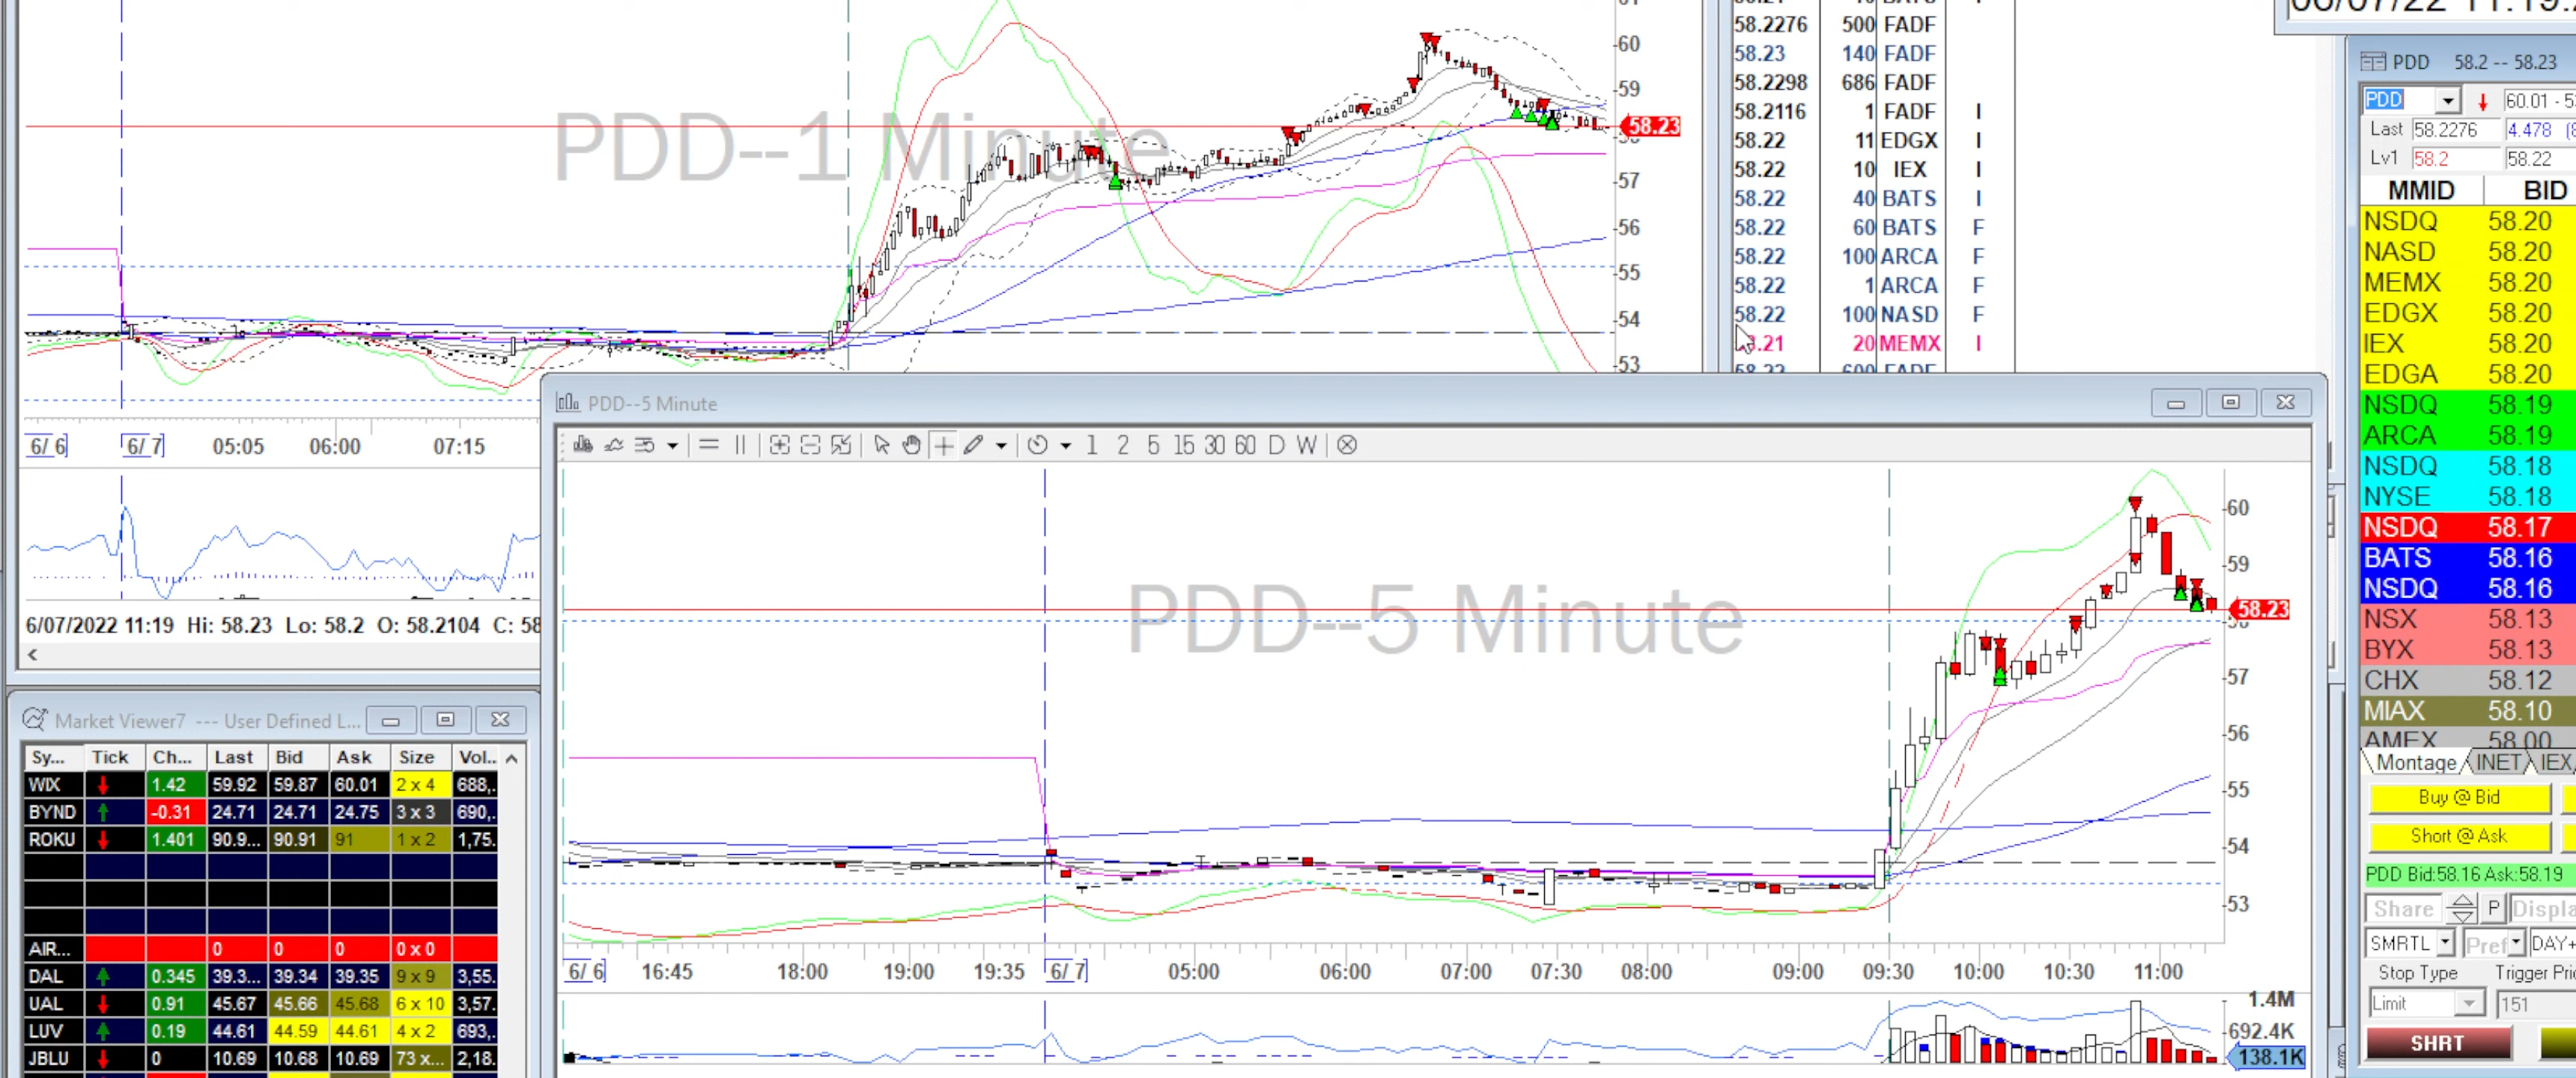 60
59
57
56
55
54
53
58.23
PDD--1 Minute
6/ 6
6/ 7
05:05
06:00
07:15
6/07/2022 11:19 Hi: 58.23 Lo: 58.2 O: 58.2104 C: 58
58.2276 500 FADF
58.23 140 FADF
58.2298 686 FADF
58.2116 1 FADF I
58.22 11 EDGX I
58.22 10 IEX I
58.22 40 BATS I
58.22 60 BATS F
58.22 100 ARCA F
58.22 1 ARCA F
58.22 100 NASD F
.21 20 MEMX I
PDD 58.2 -- 58.23
PDD 60.01 - 5
Last 58.2276 4.478
Lv1 58.2 58.22
MMID BID
NSDQ 58.20
NASD 58.20
MEMX 58.20
EDGX 58.20
IEX 58.20
EDGA 58.20
NSDQ 58.19
ARCA 58.19
NSDQ 58.18
NYSE 58.18
NSDQ 58.17
BATS 58.16
NSDQ 58.16
NSX 58.13
BYX 58.13
CHX 58.12
MIAX 58.10
AMEX 58.00
Montage INET IEX
Buy @ Bid
Short @ Ask
PDD Bid:58.16 Ask:58.19
Share P Displa
SMRTL Pref DAY+
Stop Type Trigger Pri
Limit 151
SHRT
PDD--5 Minute
1 2 5 15 30 60 D W
PDD--5 Minute
60
59
58.23
57
56
55
54
53
6/ 6 16:45 18:00 19:00 19:35 6/ 7 05:00 06:00 07:00 07:30 08:00 09:00 09:30 10:00 10:30 11:00
1.4M
692.4K
138.1K
Market Viewer7 --- User Defined L...
Sy... Tick Ch... Last Bid Ask Size Vol..
WIX 1.42 59.92 59.87 60.01 2 x 4 688,.
BYND -0.31 24.71 24.71 24.75 3 x 3 690,.
ROKU 1.401 90.9... 90.91 91 1 x 2 1,75.
AIR... 0 0 0 0 x 0
DAL 0.345 39.3... 39.34 39.35 9 x 9 3,55.
UAL 0.91 45.67 45.66 45.68 6 x 10 3,57.
LUV 0.19 44.61 44.59 44.61 4 x 2 693,.
JBLU 0 10.69 10.68 10.69 73 x... 2,18.